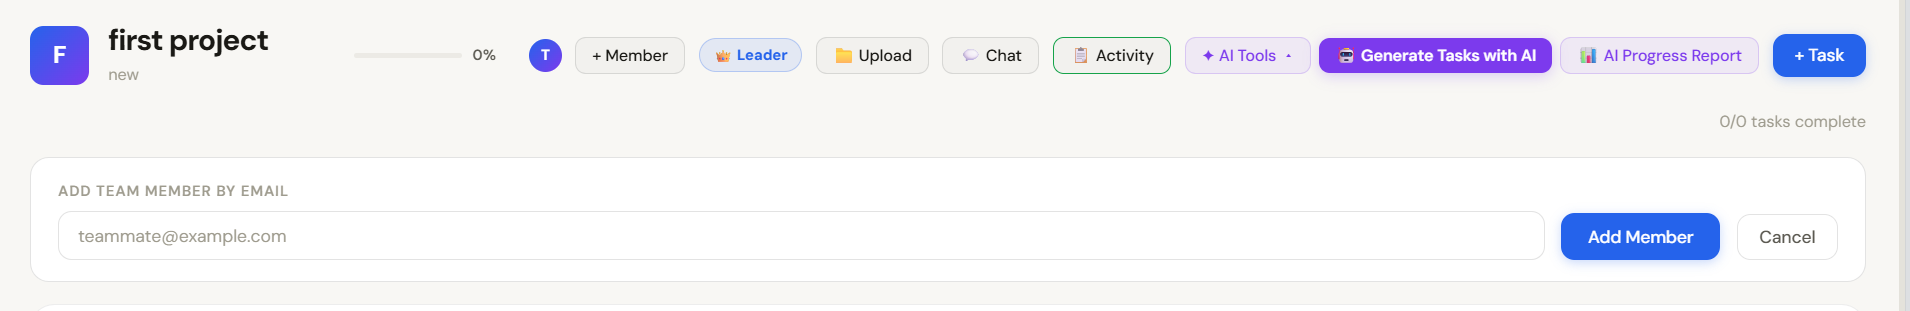 F
first project
new
0%
T
+ Member
Leader
Upload
Chat
Activity
AI Tools
Generate Tasks with AI
AI Progress Report
+ Task
0/0 tasks complete
ADD TEAM MEMBER BY EMAIL
teammate@example.com
Add Member
Cancel